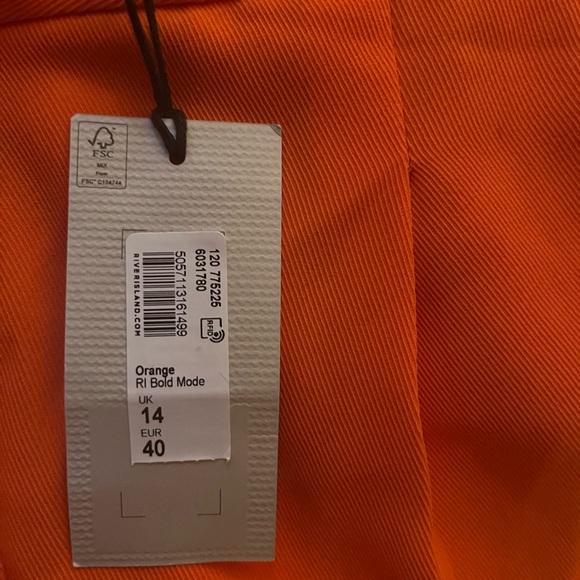 FSC
MIX
From
FSC® C104744
120 775225
6031780
RFID
5057113161499
RIVERISLAND.COM
Orange
RI Bold Mode
UK
14
EUR
40